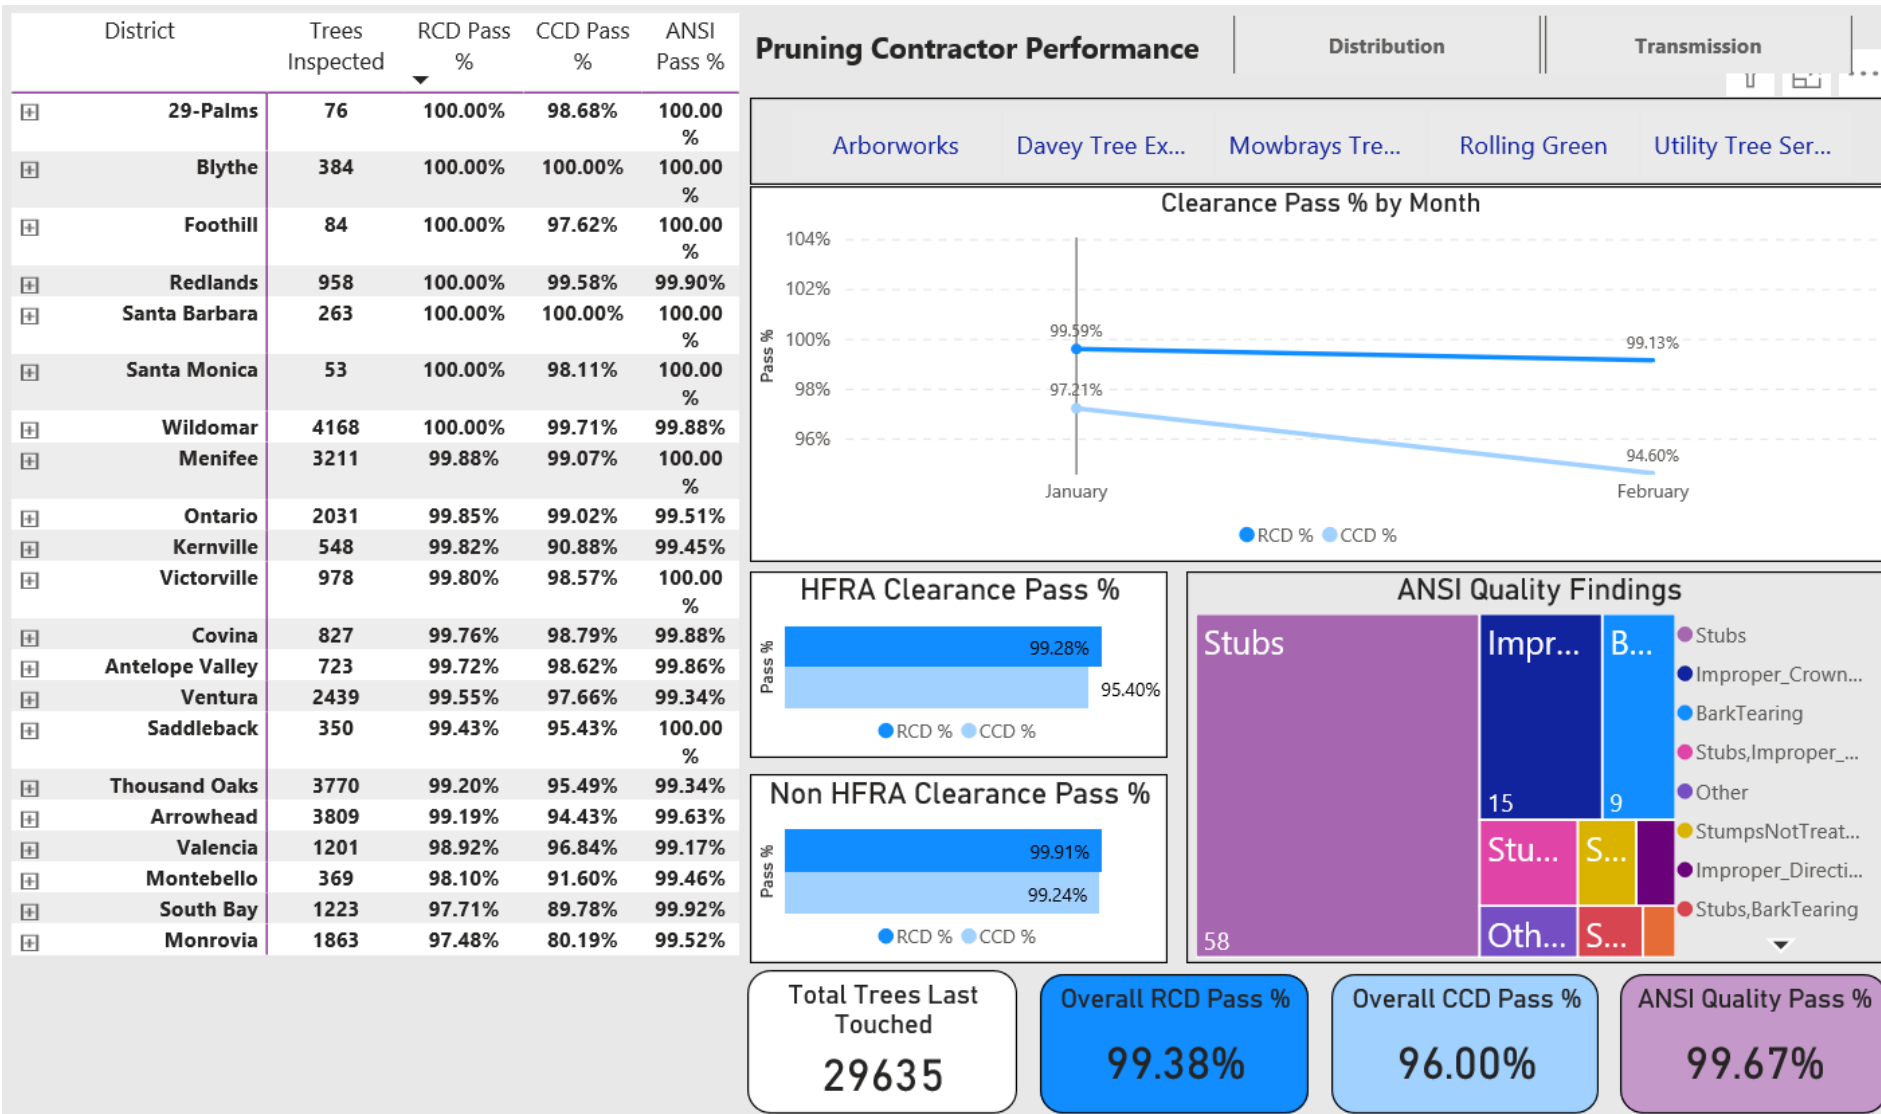 District Trees Inspected RCD Pass % CCD Pass % ANSI Pass %
29-Palms 76 100.00% 98.68% 100.00 %
Blythe 384 100.00% 100.00% 100.00 %
Foothill 84 100.00% 97.62% 100.00 %
Redlands 958 100.00% 99.58% 99.90%
Santa Barbara 263 100.00% 100.00% 100.00 %
Santa Monica 53 100.00% 98.11% 100.00 %
Wildomar 4168 100.00% 99.71% 99.88%
Menifee 3211 99.88% 99.07% 100.00 %
Ontario 2031 99.85% 99.02% 99.51%
Kernville 548 99.82% 90.88% 99.45%
Victorville 978 99.80% 98.57% 100.00 %
Covina 827 99.76% 98.79% 99.88%
Antelope Valley 723 99.72% 98.62% 99.86%
Ventura 2439 99.55% 97.66% 99.34%
Saddleback 350 99.43% 95.43% 100.00 %
Thousand Oaks 3770 99.20% 95.49% 99.34%
Arrowhead 3809 99.19% 94.43% 99.63%
Valencia 1201 98.92% 96.84% 99.17%
Montebello 369 98.10% 91.60% 99.46%
South Bay 1223 97.71% 89.78% 99.92%
Monrovia 1863 97.48% 80.19% 99.52%
Pruning Contractor Performance
Distribution
Transmission
Arborworks
Davey Tree Ex...
Mowbrays Tre...
Rolling Green
Utility Tree Ser...
Clearance Pass % by Month
Pass %
104%
102%
100%
98%
96%
99.59%
99.13%
97.21%
94.60%
January
February
RCD % CCD %
HFRA Clearance Pass %
Pass %
99.28%
95.40%
RCD % CCD %
Non HFRA Clearance Pass %
Pass %
99.91%
99.24%
RCD % CCD %
ANSI Quality Findings
Stubs
58
Impr...
15
B...
9
Stu...
S...
Oth...
S...
Stubs
Improper_Crown...
BarkTearing
Stubs,Improper_...
Other
StumpsNotTreat...
Improper_Directi...
Stubs,BarkTearing
Total Trees Last
Touched
29635
Overall RCD Pass %
99.38%
Overall CCD Pass %
96.00%
ANSI Quality Pass %
99.67%